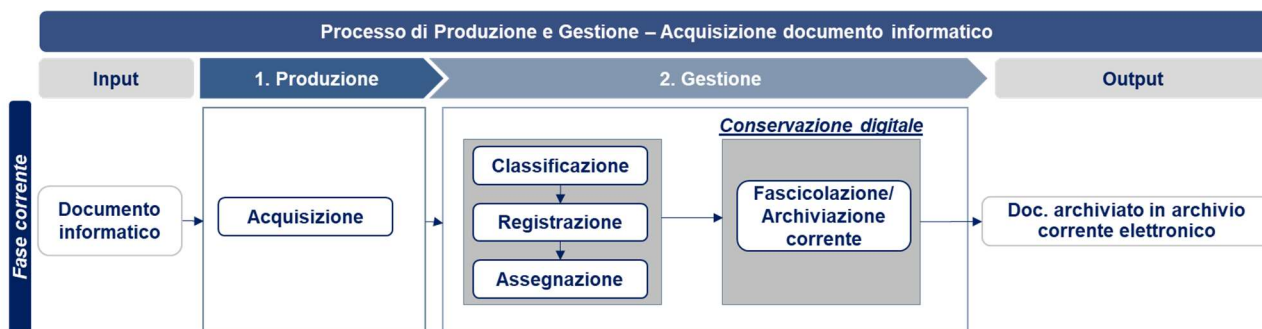 Processo di Produzione e Gestione – Acquisizione documento informatico
Input
1. Produzione
2. Gestione
Output
Fase corrente
Documento
informatico
Acquisizione
Classificazione
Registrazione
Assegnazione
Conservazione digitale
Fascicolazione/
Archiviazione
corrente
Doc. archiviato in archivio
corrente elettronico